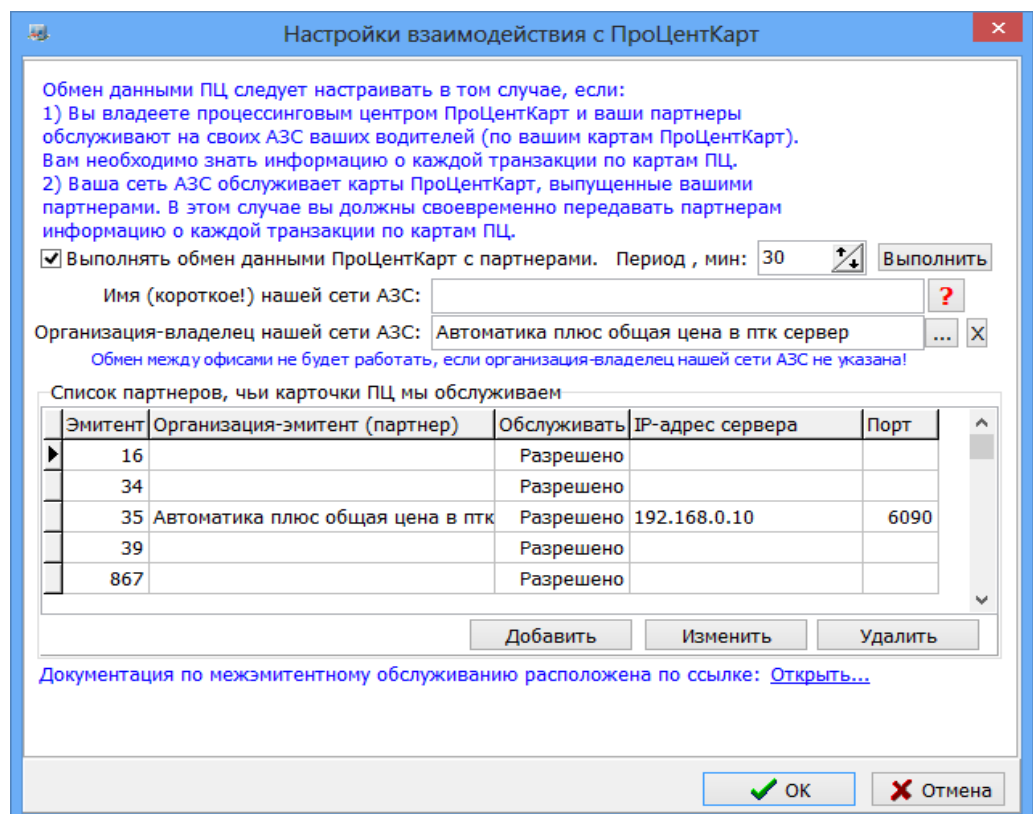 Настройки взаимодействия с ПроЦентКарт
Обмен данными ПЦ следует настраивать в том случае, если:
1) Вы владеете процессинговым центром ПроЦентКарт и ваши партнеры
обслуживают на своих АЗС ваших водителей (по вашим картам ПроЦентКарт).
Вам необходимо знать информацию о каждой транзакции по картам ПЦ.
2) Ваша сеть АЗС обслуживает карты ПроЦентКарт, выпущенные вашими
партнерами. В этом случае вы должны своевременно передавать партнерам
информацию о каждой транзакции по картам ПЦ.
Выполнять обмен данными ПроЦентКарт с партнерами. Период , мин: 30 Выполнить
Имя (короткое!) нашей сети АЗС: ?
Организация-владелец нашей сети АЗС: Автоматика плюс общая цена в птк сервер ... X
Обмен между офисами не будет работать, если организация-владелец нашей сети АЗС не указана!
Список партнеров, чьи карточки ПЦ мы обслуживаем
Эмитент Организация-эмитент (партнер) Обслуживать IP-адрес сервера Порт
16 Разрешено
34 Разрешено
35 Автоматика плюс общая цена в птк Разрешено 192.168.0.10 6090
39 Разрешено
867 Разрешено
Добавить Изменить Удалить
Документация по межэмитентному обслуживанию расположена по ссылке: Открыть...
ОК Отмена